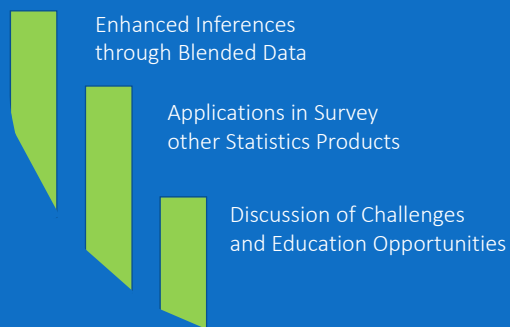 Enhanced Inferences
through Blended Data
Applications in Survey
other Statistics Products
Discussion of Challenges
and Education Opportunities